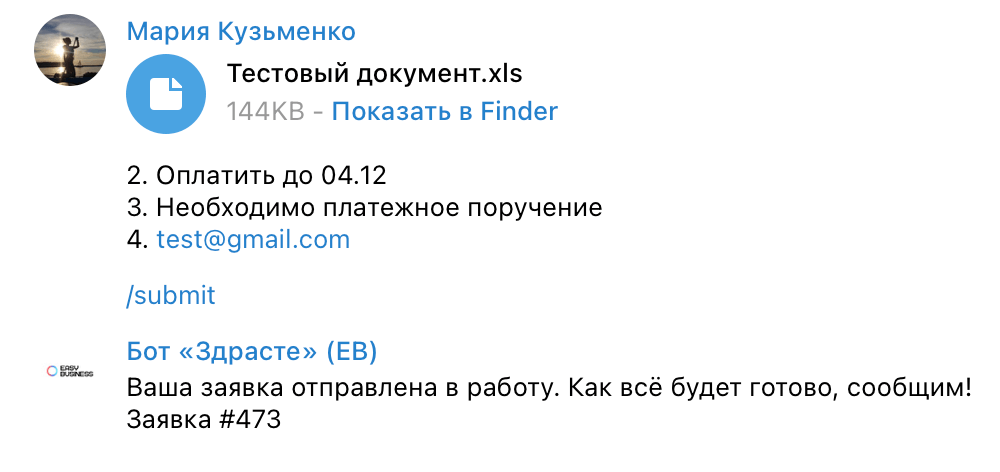 Мария Кузьменко
Тестовый документ.xls
144KB - Показать в Finder
2. Оплатить до 04.12
3. Необходимо платежное поручение
4. test@gmail.com
/submit
Бот «Здрасте» (EB)
EASY
BUSINESS
Ваша заявка отправлена в работу. Как всё будет готово, сообщим!
Заявка #473